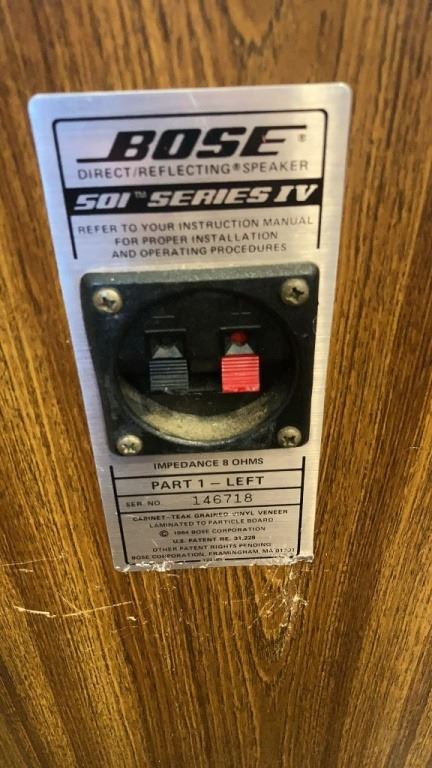 BOSE®
DIRECT/REFLECTING® SPEAKER
501™ SERIES IV
REFER TO YOUR INSTRUCTION MANUAL
FOR PROPER INSTALLATION
AND OPERATING PROCEDURES
IMPEDANCE 8 OHMS
PART 1 – LEFT
SER. NO. 146718
CABINET–TEAK GRAINED VINYL VENEER
LAMINATED TO PARTICLE BOARD
© 1984 BOSE CORPORATION
U.S. PATENT RE. 31,228
OTHER PATENT RIGHTS PENDING
BOSE CORPORATION, FRAMINGHAM, MA 01701